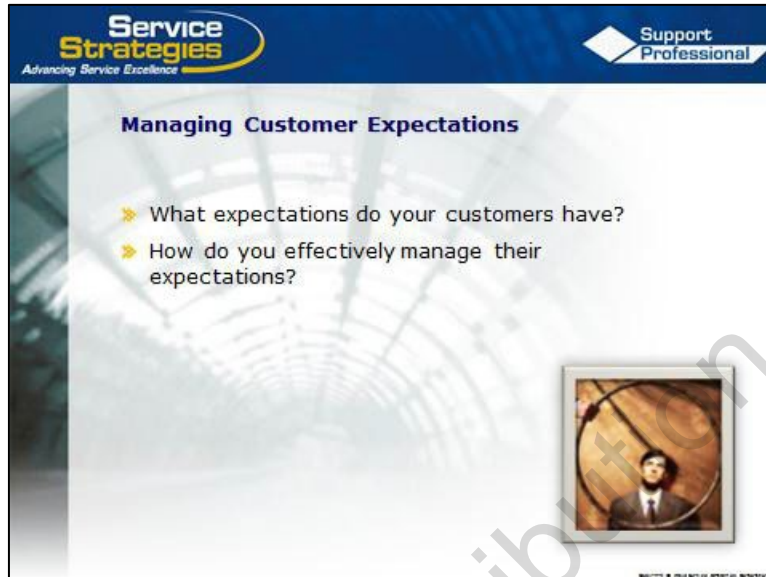 Service
Strategies
Advancing Service Excellence
Support
Professional
Managing Customer Expectations
» What expectations do your customers have?
» How do you effectively manage their
expectations?